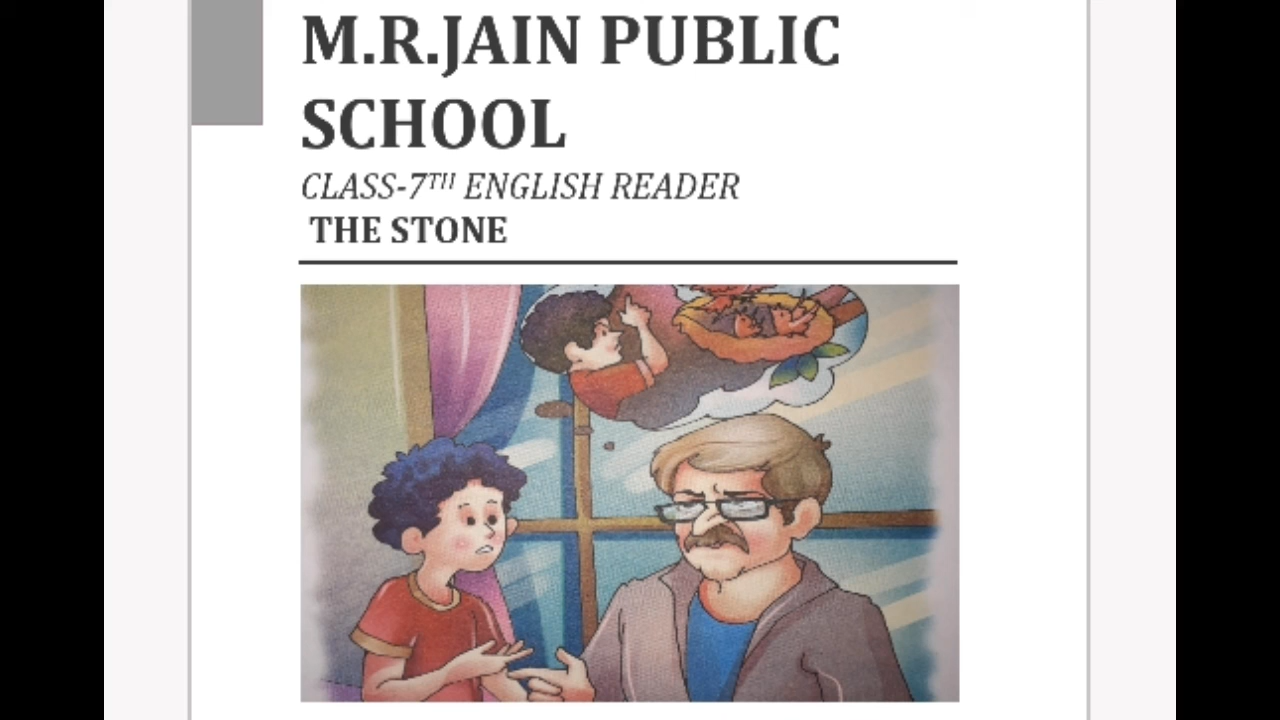 M.R.JAIN PUBLIC
SCHOOL
CLASS-7TH ENGLISH READER
THE STONE